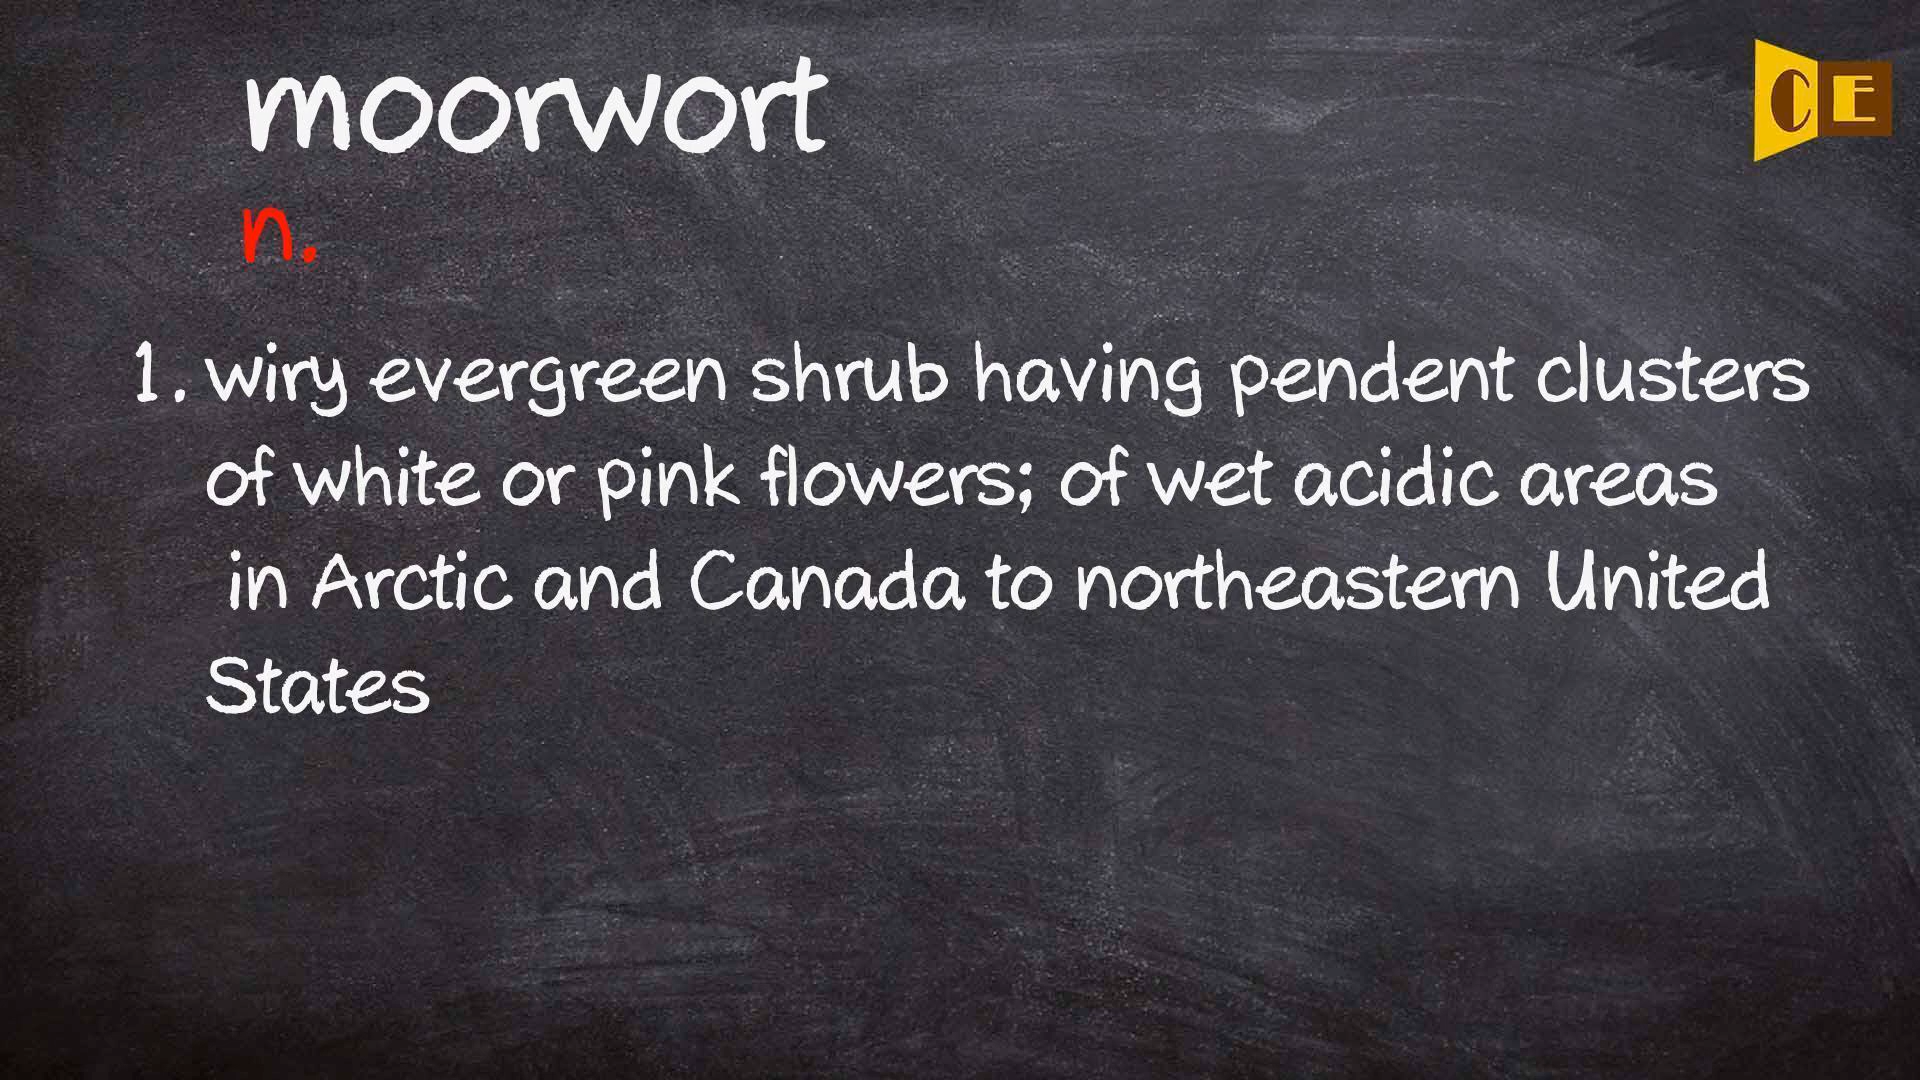 moorwort
CE
n.
1. wiry evergreen shrub having pendent clusters
of white or pink flowers; of wet acidic areas
in Arctic and Canada to northeastern United
States